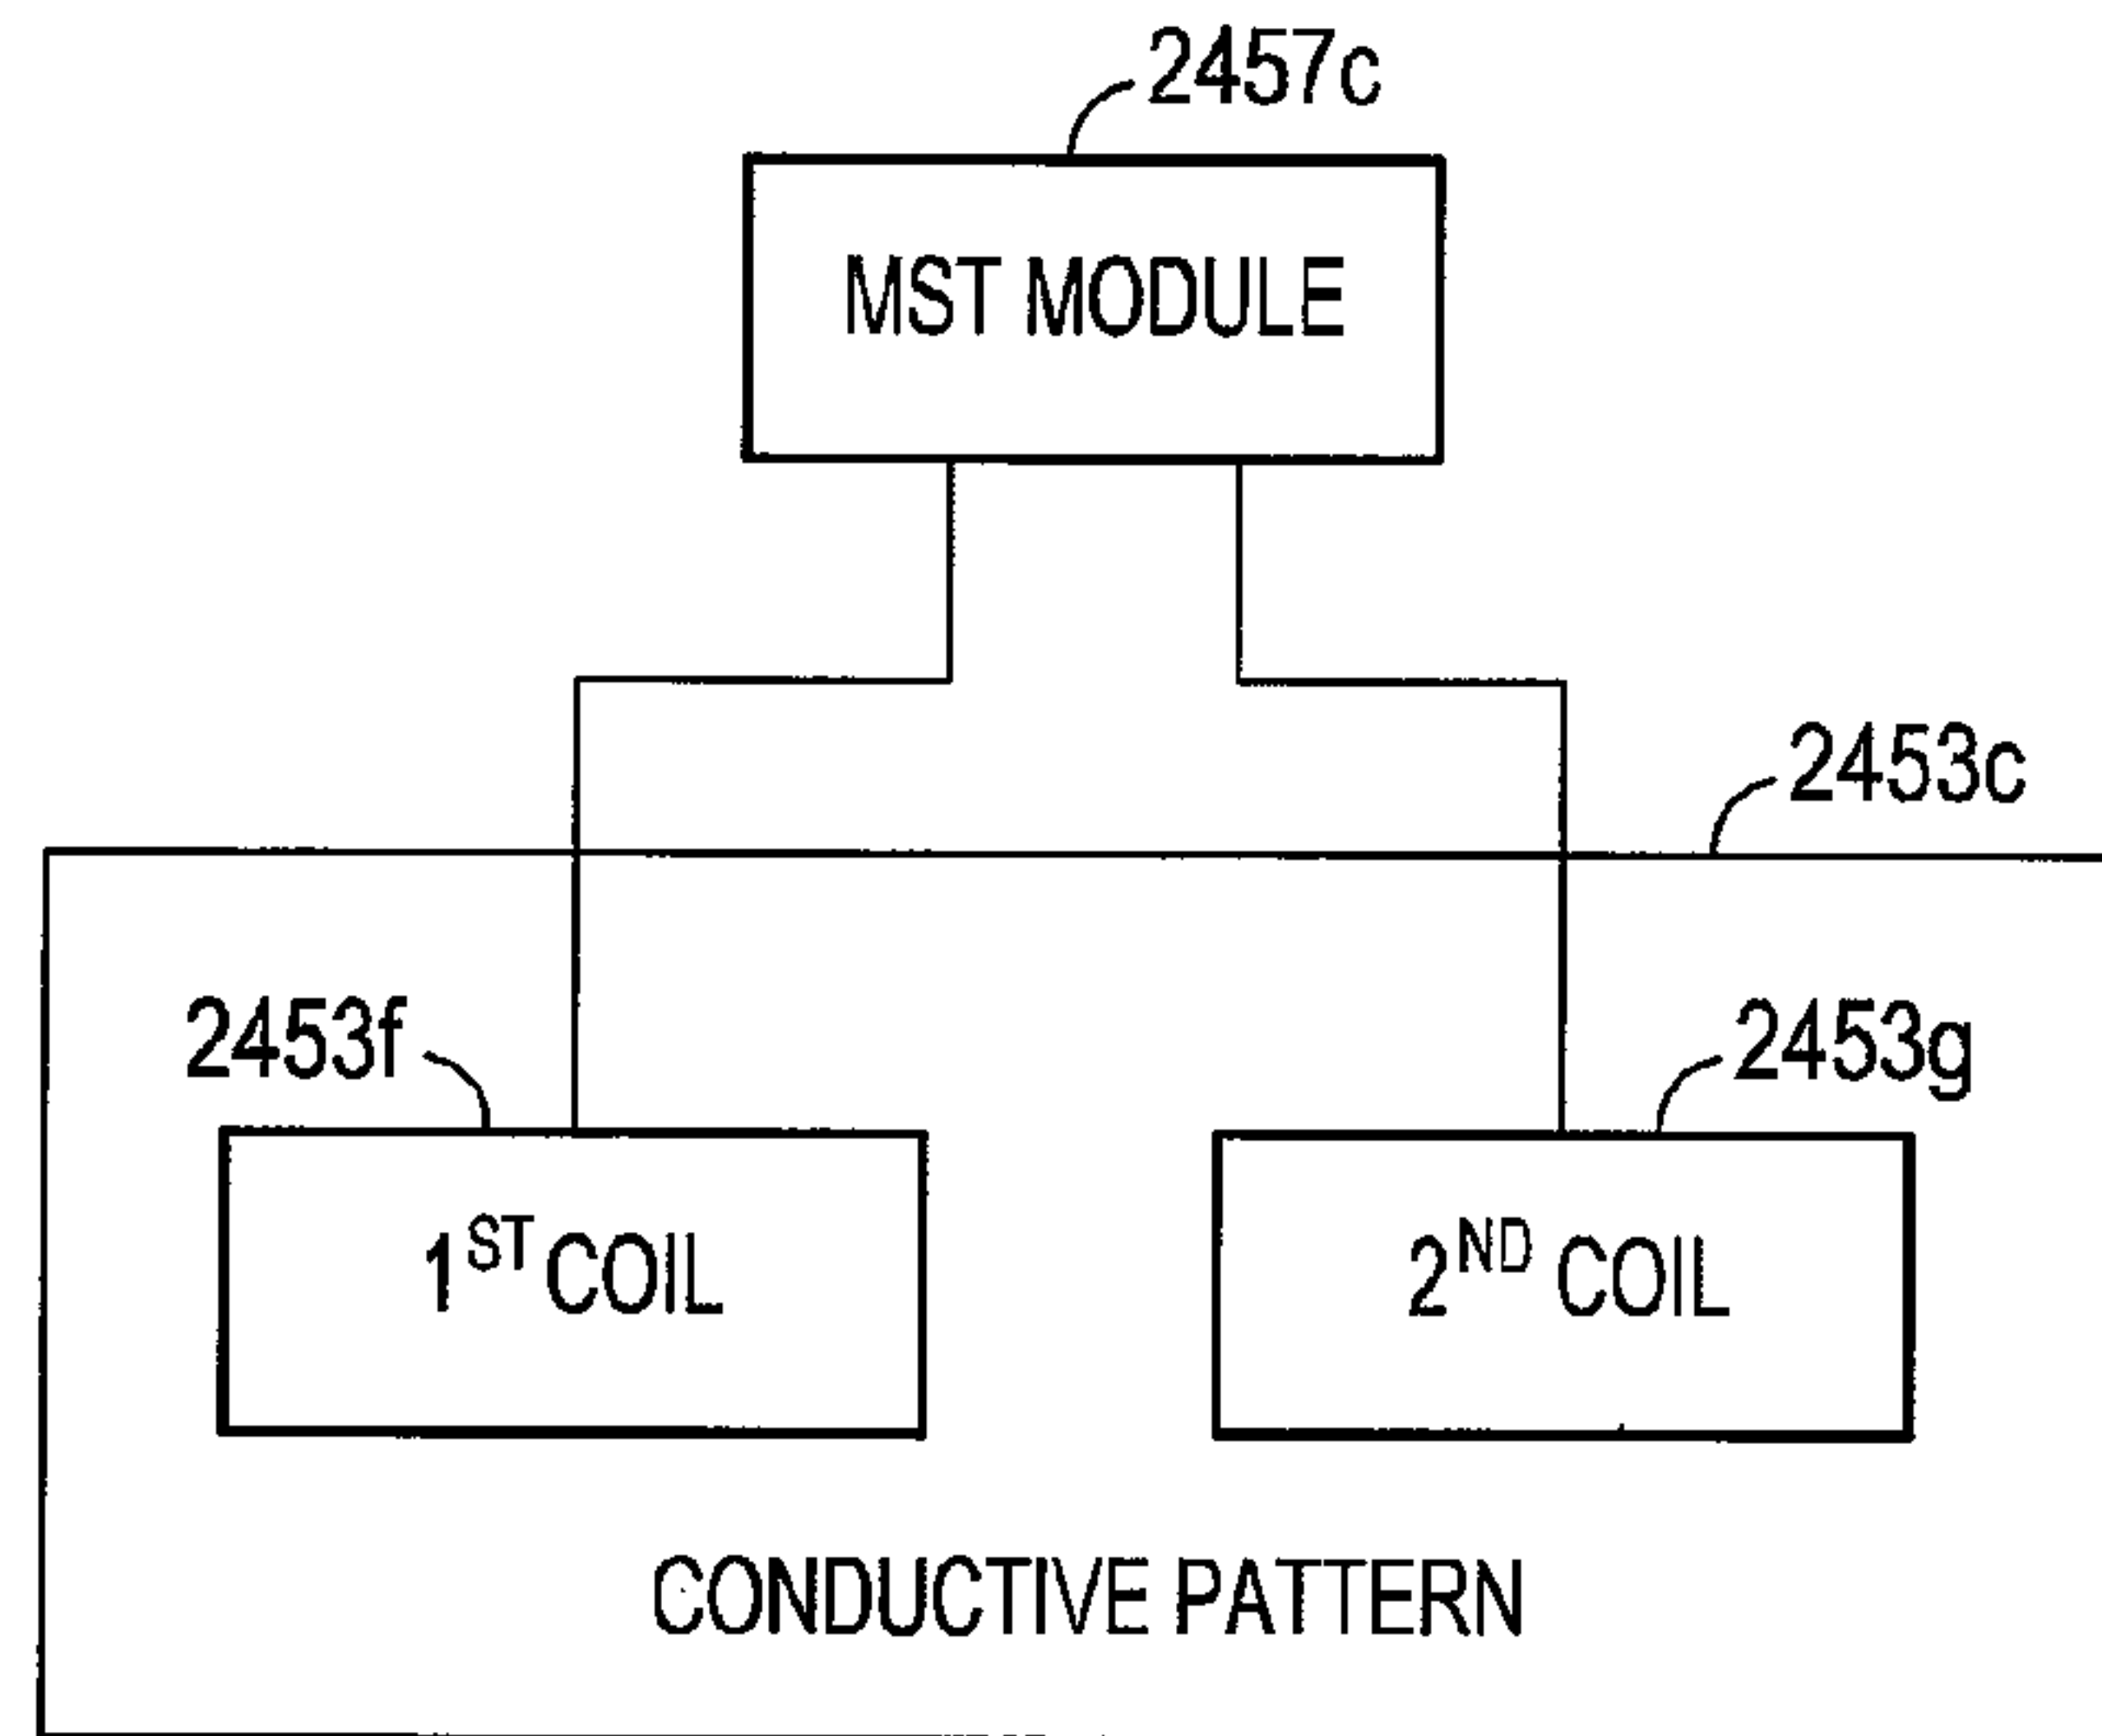 2457c
MST MODULE
2453c
2453f
2453g
1ST COIL
2ND COIL
CONDUCTIVE PATTERN